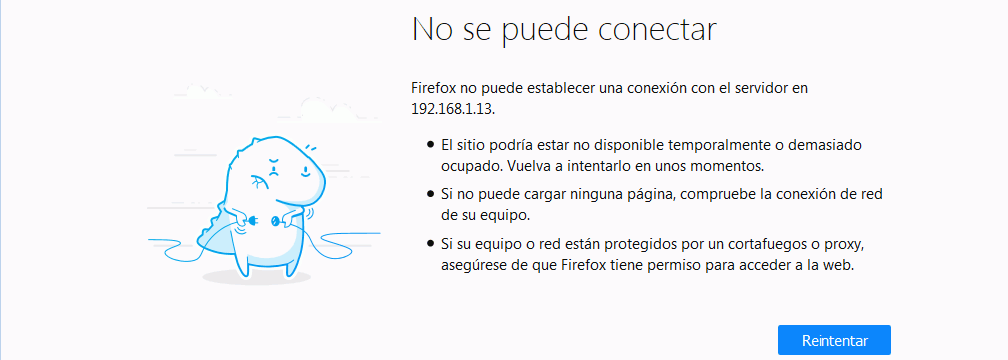 No se puede conectar
Firefox no puede establecer una conexión con el servidor en
192.168.1.13.
• El sitio podría estar no disponible temporalmente o demasiado
ocupado. Vuelva a intentarlo en unos momentos.
• Si no puede cargar ninguna página, compruebe la conexión de red
de su equipo.
• Si su equipo o red están protegidos por un cortafuegos o proxy,
asegúrese de que Firefox tiene permiso para acceder a la web.
Reintentar